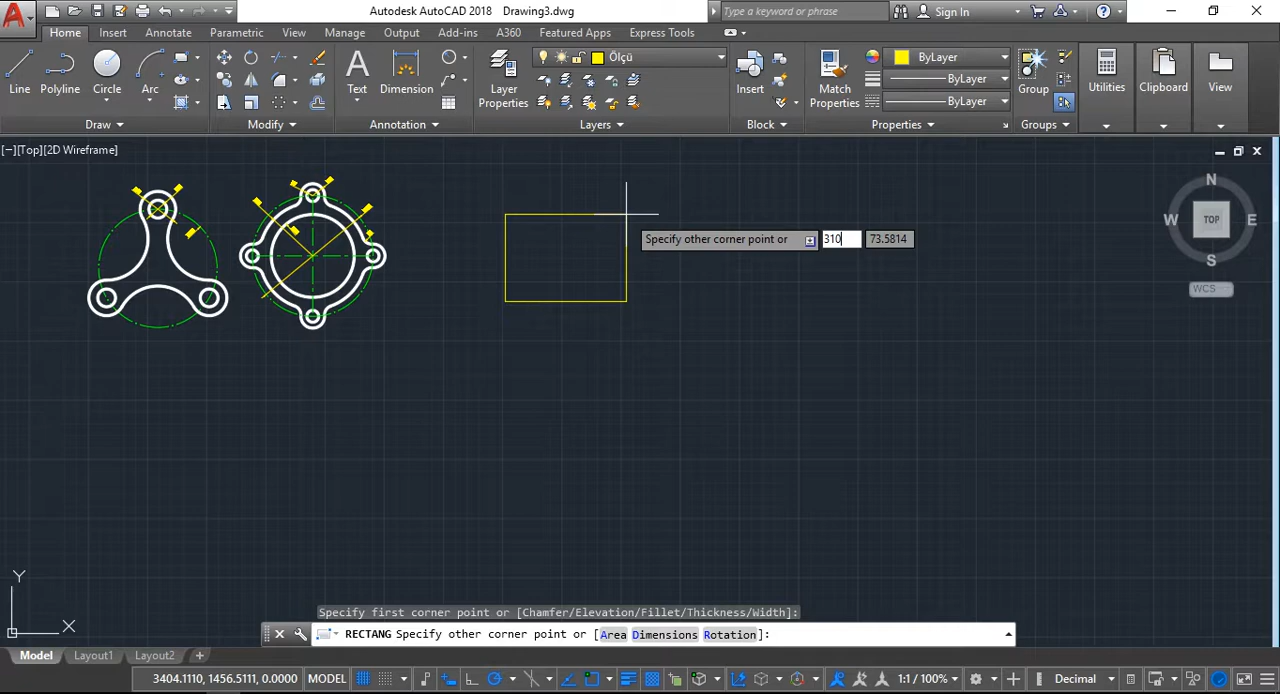 Autodesk AutoCAD 2018 Drawing3.dwg
Type a keyword or phrase
Sign In
Home Insert Annotate Parametric View Manage Output Add-ins A360 Featured Apps Express Tools
Ölçü
ByLayer
ByLayer
ByLayer
Line Polyline Circle Arc
Text Dimension
Layer
Properties
Insert
Match
Properties
Group
Utilities
Clipboard
View
Draw Modify Annotation Layers Block Properties Groups
[−][Top][2D Wireframe]
N
W TOP E
S
WCS
Specify other corner point or 310 73.5814
Y
X
Specify first corner point or [Chamfer/Elevation/Fillet/Thickness/Width]:
RECTANG Specify other corner point or [Area Dimensions Rotation]:
Model Layout1 Layout2 +
3404.1110, 1456.5111, 0.0000 MODEL 1:1 / 100% Decimal